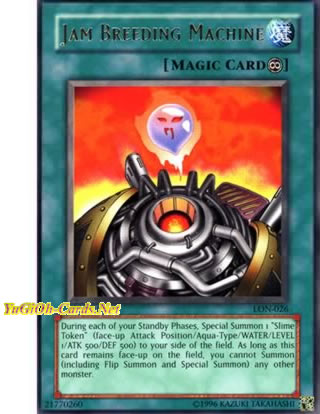 JAM BREEDING MACHINE 魔
[MAGIC CARD]
LON-026
YuGiOh-Cards.Net
During each of your Standby Phases, Special Summon 1 "Slime
Token" (face-up Attack Position/Aqua-Type/WATER/LEVEL
1/ATK 500/DEF 500) to your side of the field. As long as this
card remains face-up on the field, you cannot Summon
(including Flip Summon and Special Summon) any other
monster.
21770260
©1996 KAZUKI TAKAHASHI